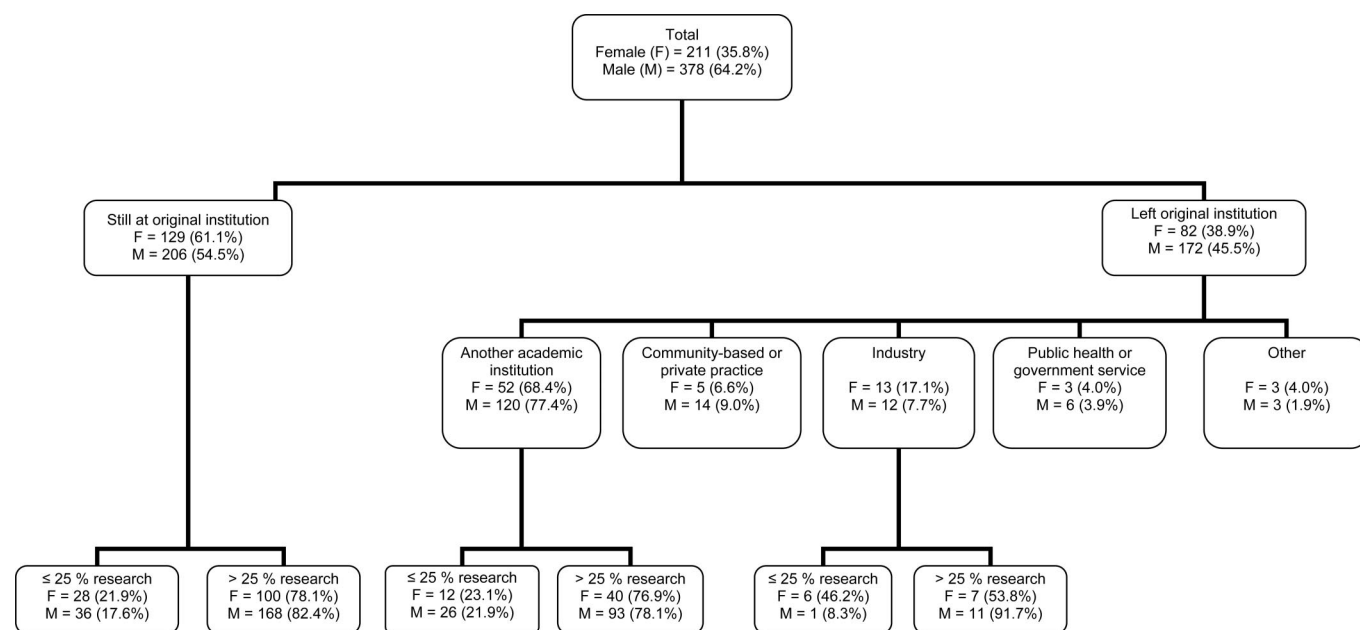 Total
Female (F) = 211 (35.8%)
Male (M) = 378 (64.2%)
Still at original institution
F = 129 (61.1%)
M = 206 (54.5%)
Left original institution
F = 82 (38.9%)
M = 172 (45.5%)
Another academic
institution
F = 52 (68.4%)
M = 120 (77.4%)
Community-based or
private practice
F = 5 (6.6%)
M = 14 (9.0%)
Industry
F = 13 (17.1%)
M = 12 (7.7%)
Public health or
government service
F = 3 (4.0%)
M = 6 (3.9%)
Other
F = 3 (4.0%)
M = 3 (1.9%)
≤ 25 % research
F = 28 (21.9%)
M = 36 (17.6%)
> 25 % research
F = 100 (78.1%)
M = 168 (82.4%)
≤ 25 % research
F = 12 (23.1%)
M = 26 (21.9%)
> 25 % research
F = 40 (76.9%)
M = 93 (78.1%)
≤ 25 % research
F = 6 (46.2%)
M = 1 (8.3%)
> 25 % research
F = 7 (53.8%)
M = 11 (91.7%)